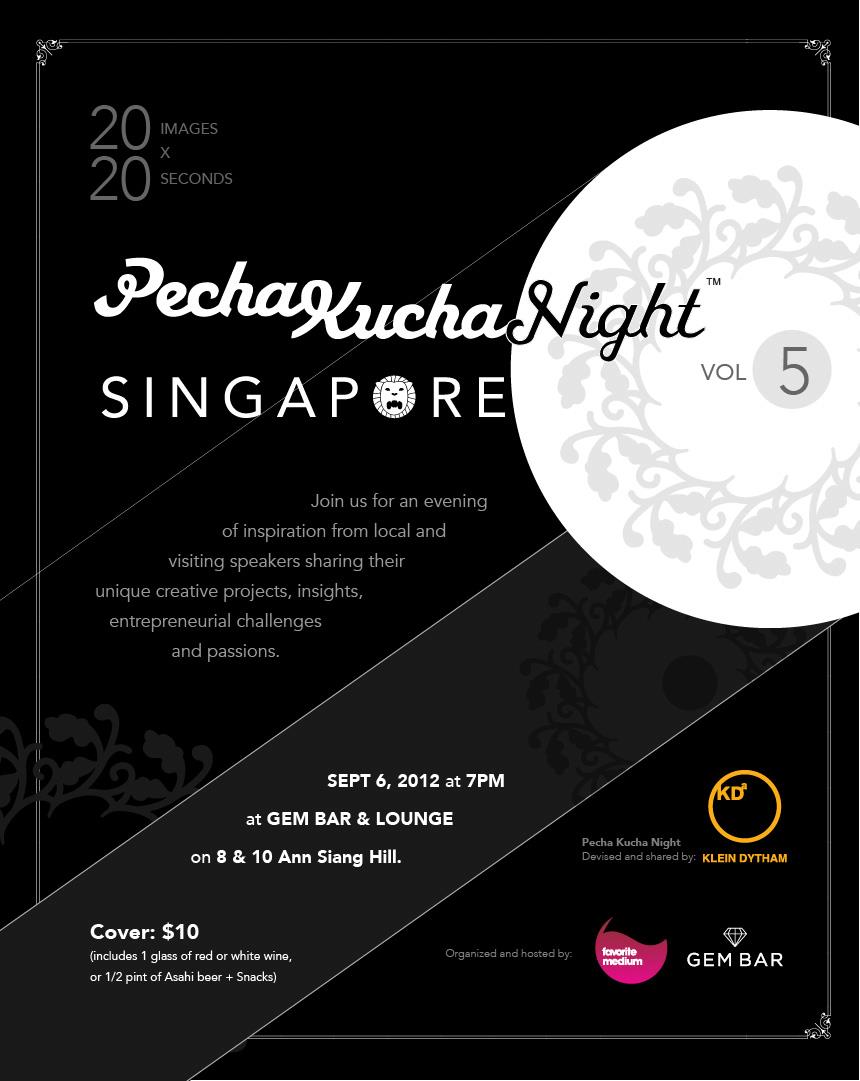 20 IMAGES
X
20 SECONDS
PechaKucha Night™
SINGAPORE
VOL 5
Join us for an evening
of inspiration from local and
visiting speakers sharing their
unique creative projects, insights,
entrepreneurial challenges
and passions.
SEPT 6, 2012 at 7PM
at GEM BAR & LOUNGE
on 8 & 10 Ann Siang Hill.
KDa
Pecha Kucha Night
Devised and shared by: KLEIN DYTHAM
Cover: $10
(includes 1 glass of red or white wine,
or 1/2 pint of Asahi beer + Snacks)
Organized and hosted by:
favorite
medium
GEM BAR